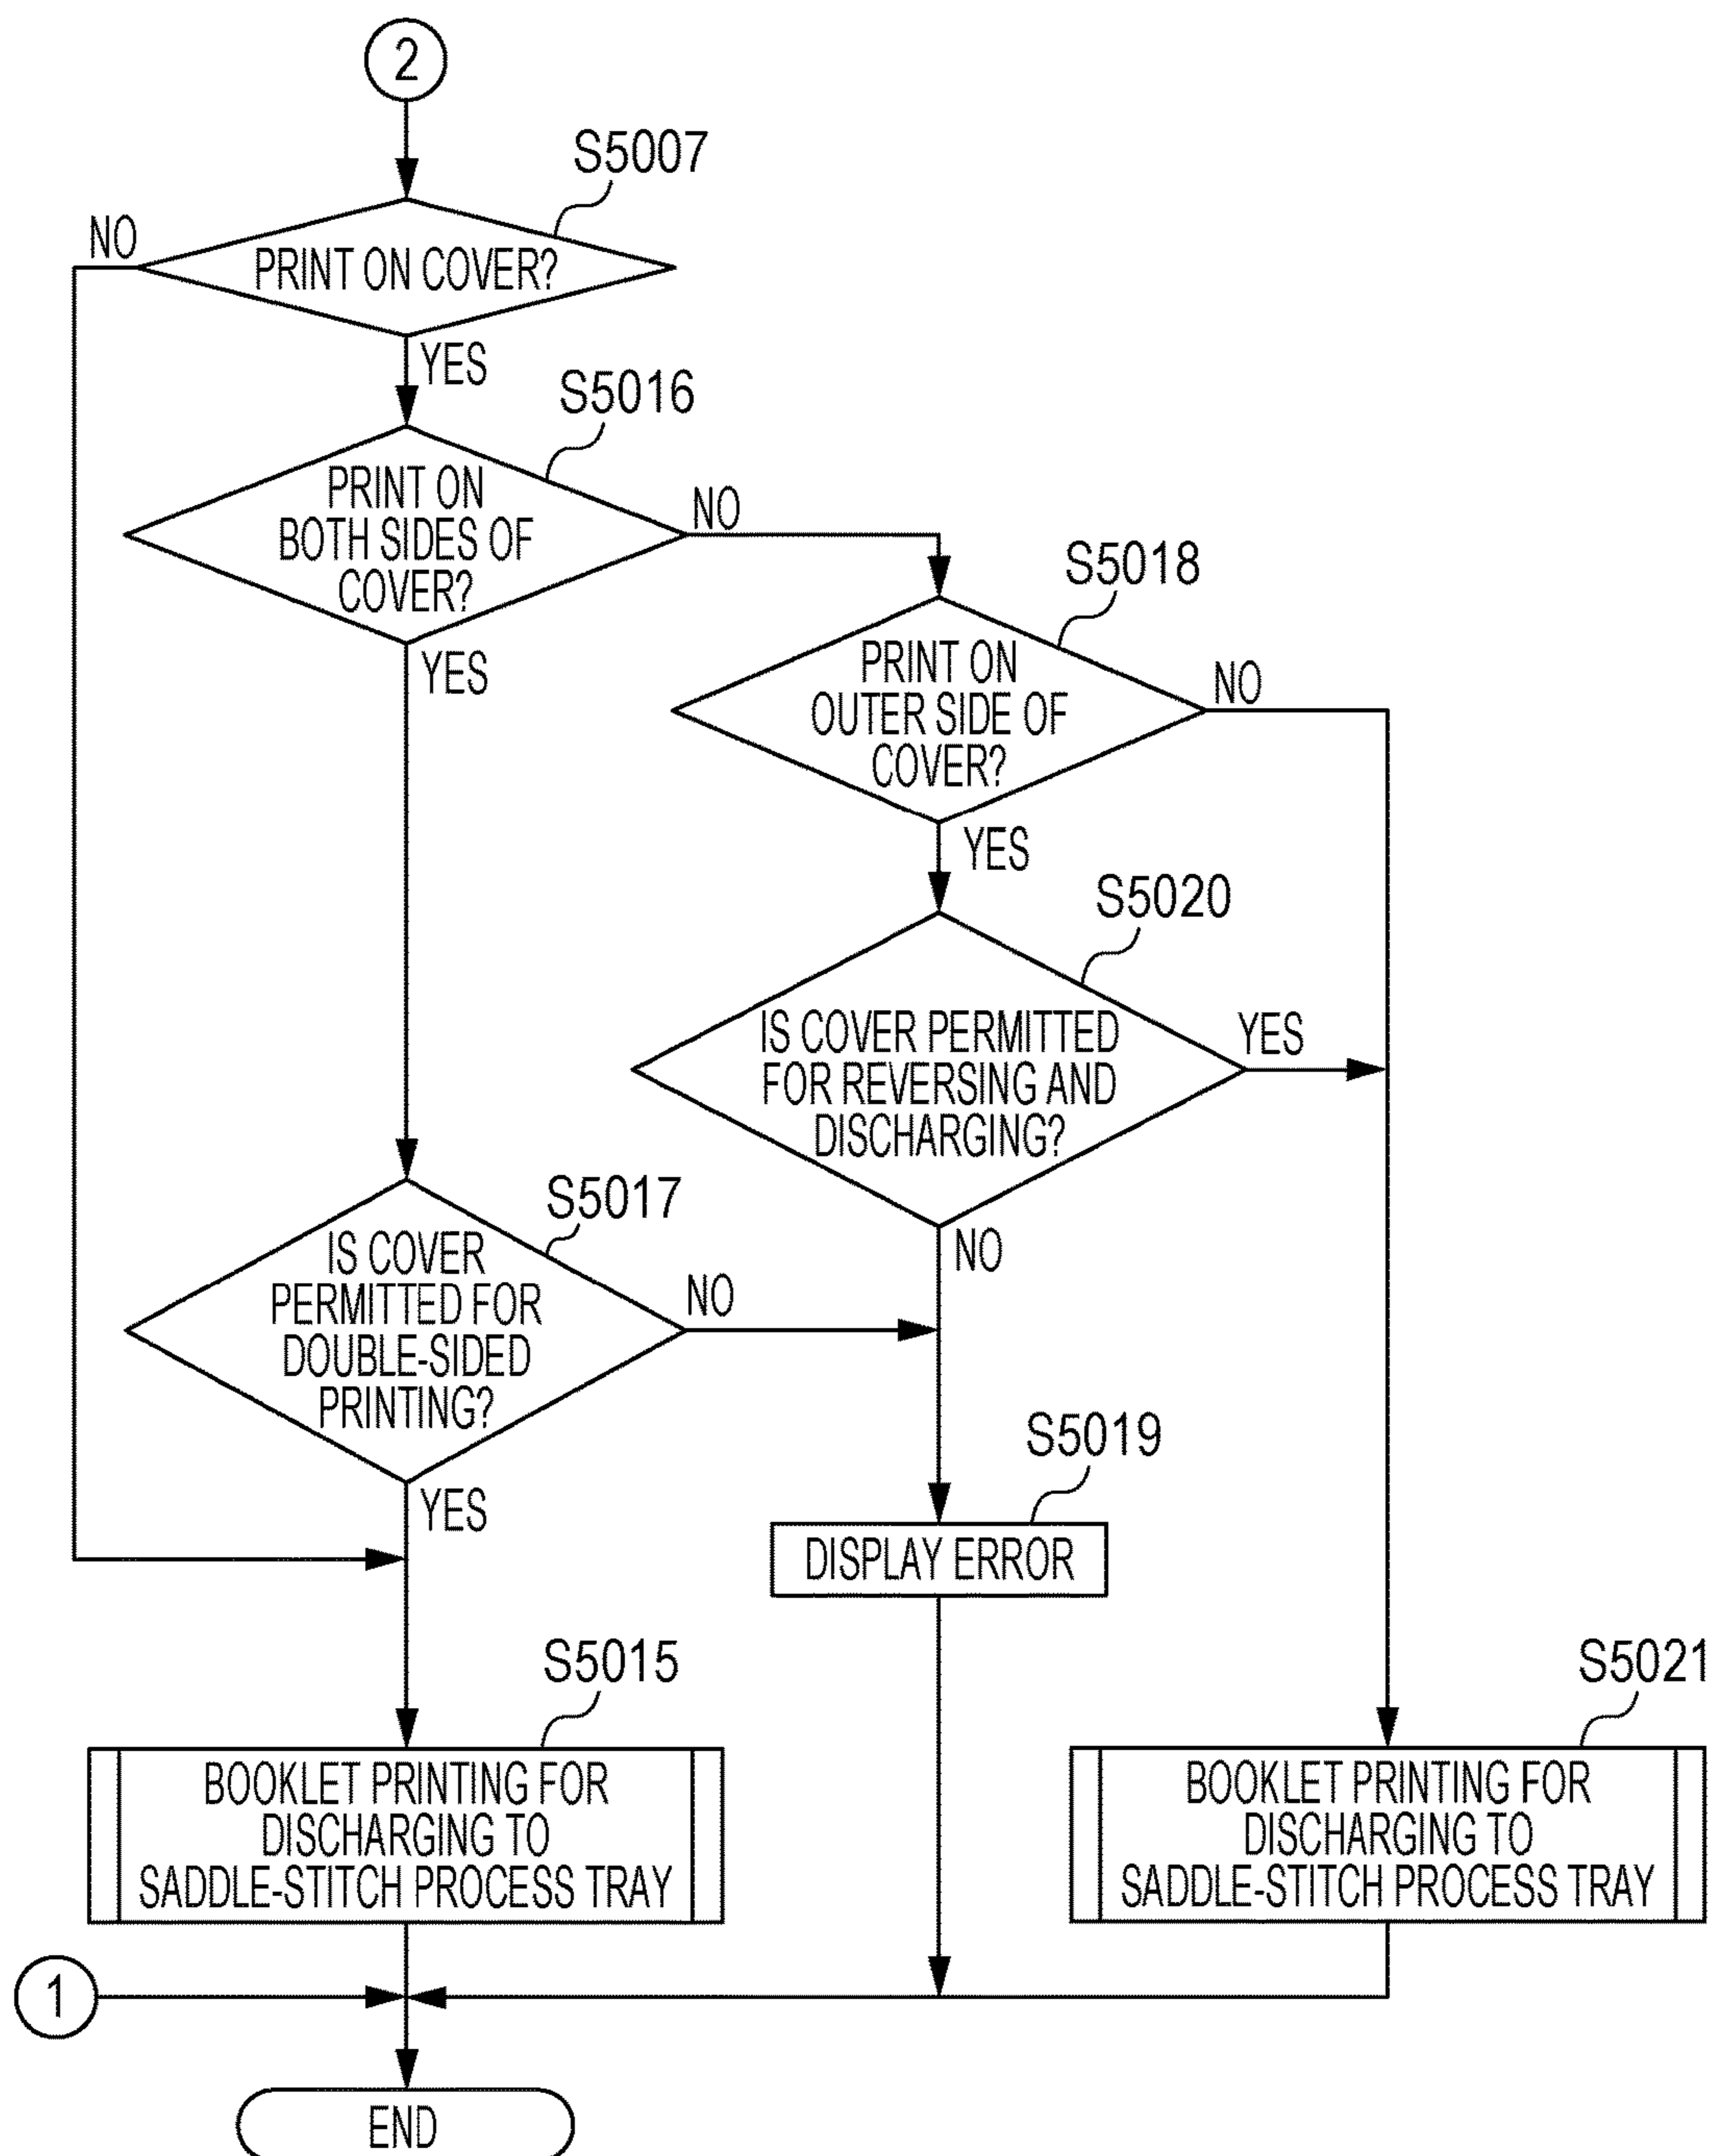 2
S5007
NO
PRINT ON COVER?
YES
S5016
PRINT ON
BOTH SIDES OF
COVER?
NO
YES
S5018
PRINT ON
OUTER SIDE OF
COVER?
NO
YES
S5020
IS COVER PERMITTED
FOR REVERSING AND
DISCHARGING?
YES
NO
S5017
IS COVER
PERMITTED FOR
DOUBLE-SIDED
PRINTING?
NO
YES
S5019
DISPLAY ERROR
S5015
BOOKLET PRINTING FOR
DISCHARGING TO
SADDLE-STITCH PROCESS TRAY
S5021
BOOKLET PRINTING FOR
DISCHARGING TO
SADDLE-STITCH PROCESS TRAY
1
END